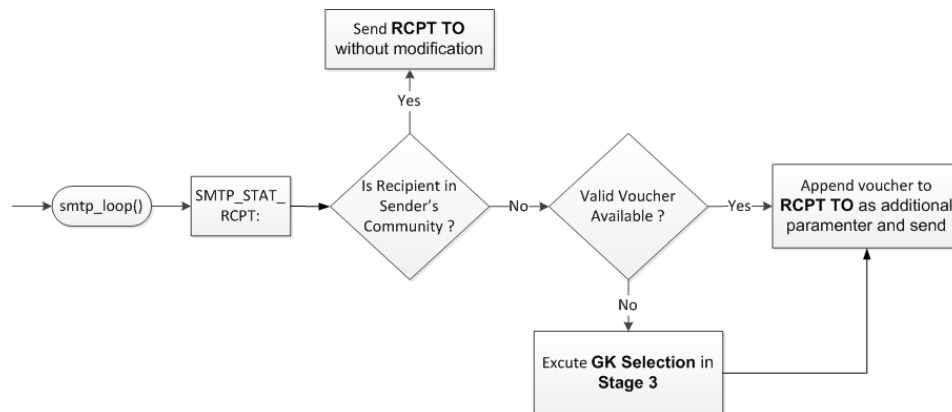 Send RCPT TO
without modification
Yes
smtp_loop()
SMTP_STAT_
RCPT:
Is Recipient in
Sender's
Community ?
No
Valid Voucher
Available ?
Yes
Append voucher to
RCPT TO as additional
paramenter and send
No
Excute GK Selection in
Stage 3